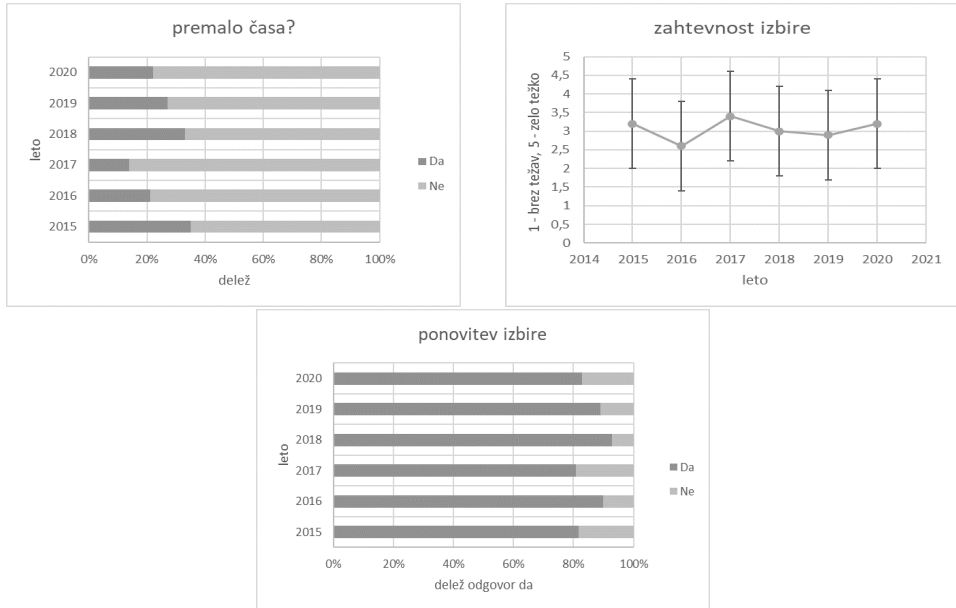 premalo časa?
2020
2019
2018
2017
2016
2015
leto
0% 20% 40% 60% 80% 100%
delež
Da
Ne
zahtevnost izbire
1 - brez težav, 5 - zelo težko
5
4,5
4
3,5
3
2,5
2
1,5
1
0,5
0
2014 2015 2016 2017 2018 2019 2020 2021
leto
ponovitev izbire
2020
2019
2018
2017
2016
2015
leto
0% 20% 40% 60% 80% 100%
delež odgovor da
Da
Ne